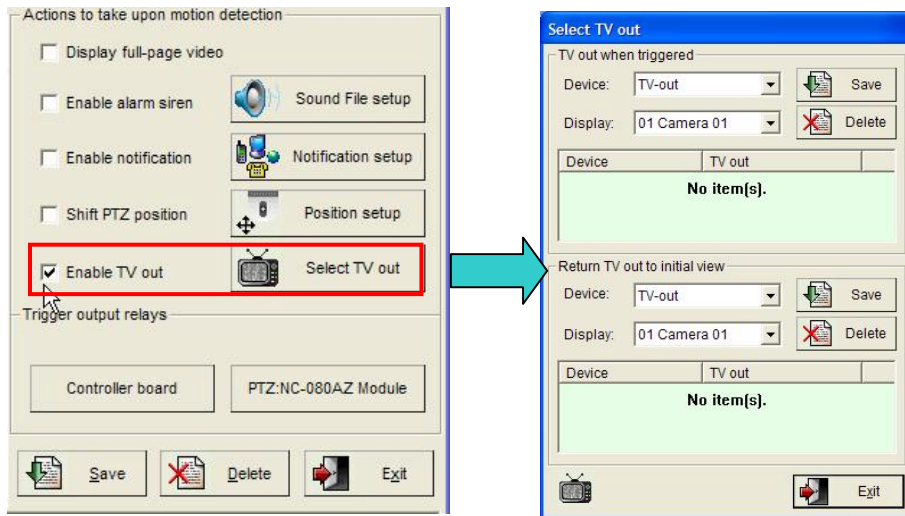 Actions to take upon motion detection
Display full-page video
Enable alarm siren
Sound File setup
Enable notification
Notification setup
Shift PTZ position
Position setup
Enable TV out
Select TV out
Trigger output relays
Controller board
PTZ:NC-080AZ Module
Save
Delete
Exit
Select TV out
TV out when triggered
Device: TV-out
Save
Display: 01 Camera 01
Delete
Device TV out
No item(s).
Return TV out to initial view
Device: TV-out
Save
Display: 01 Camera 01
Delete
Device TV out
No item(s).
Exit